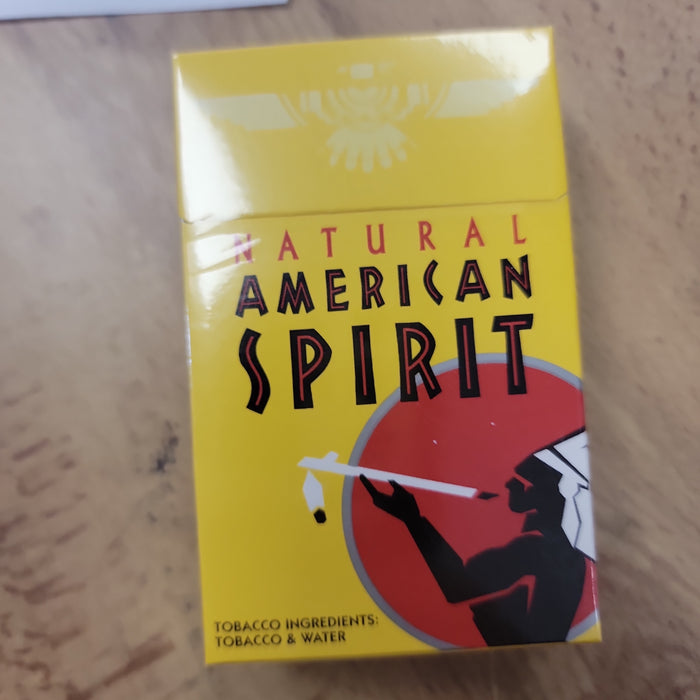 NATURAL
AMERICAN
SPIRIT
TOBACCO INGREDIENTS:
TOBACCO & WATER